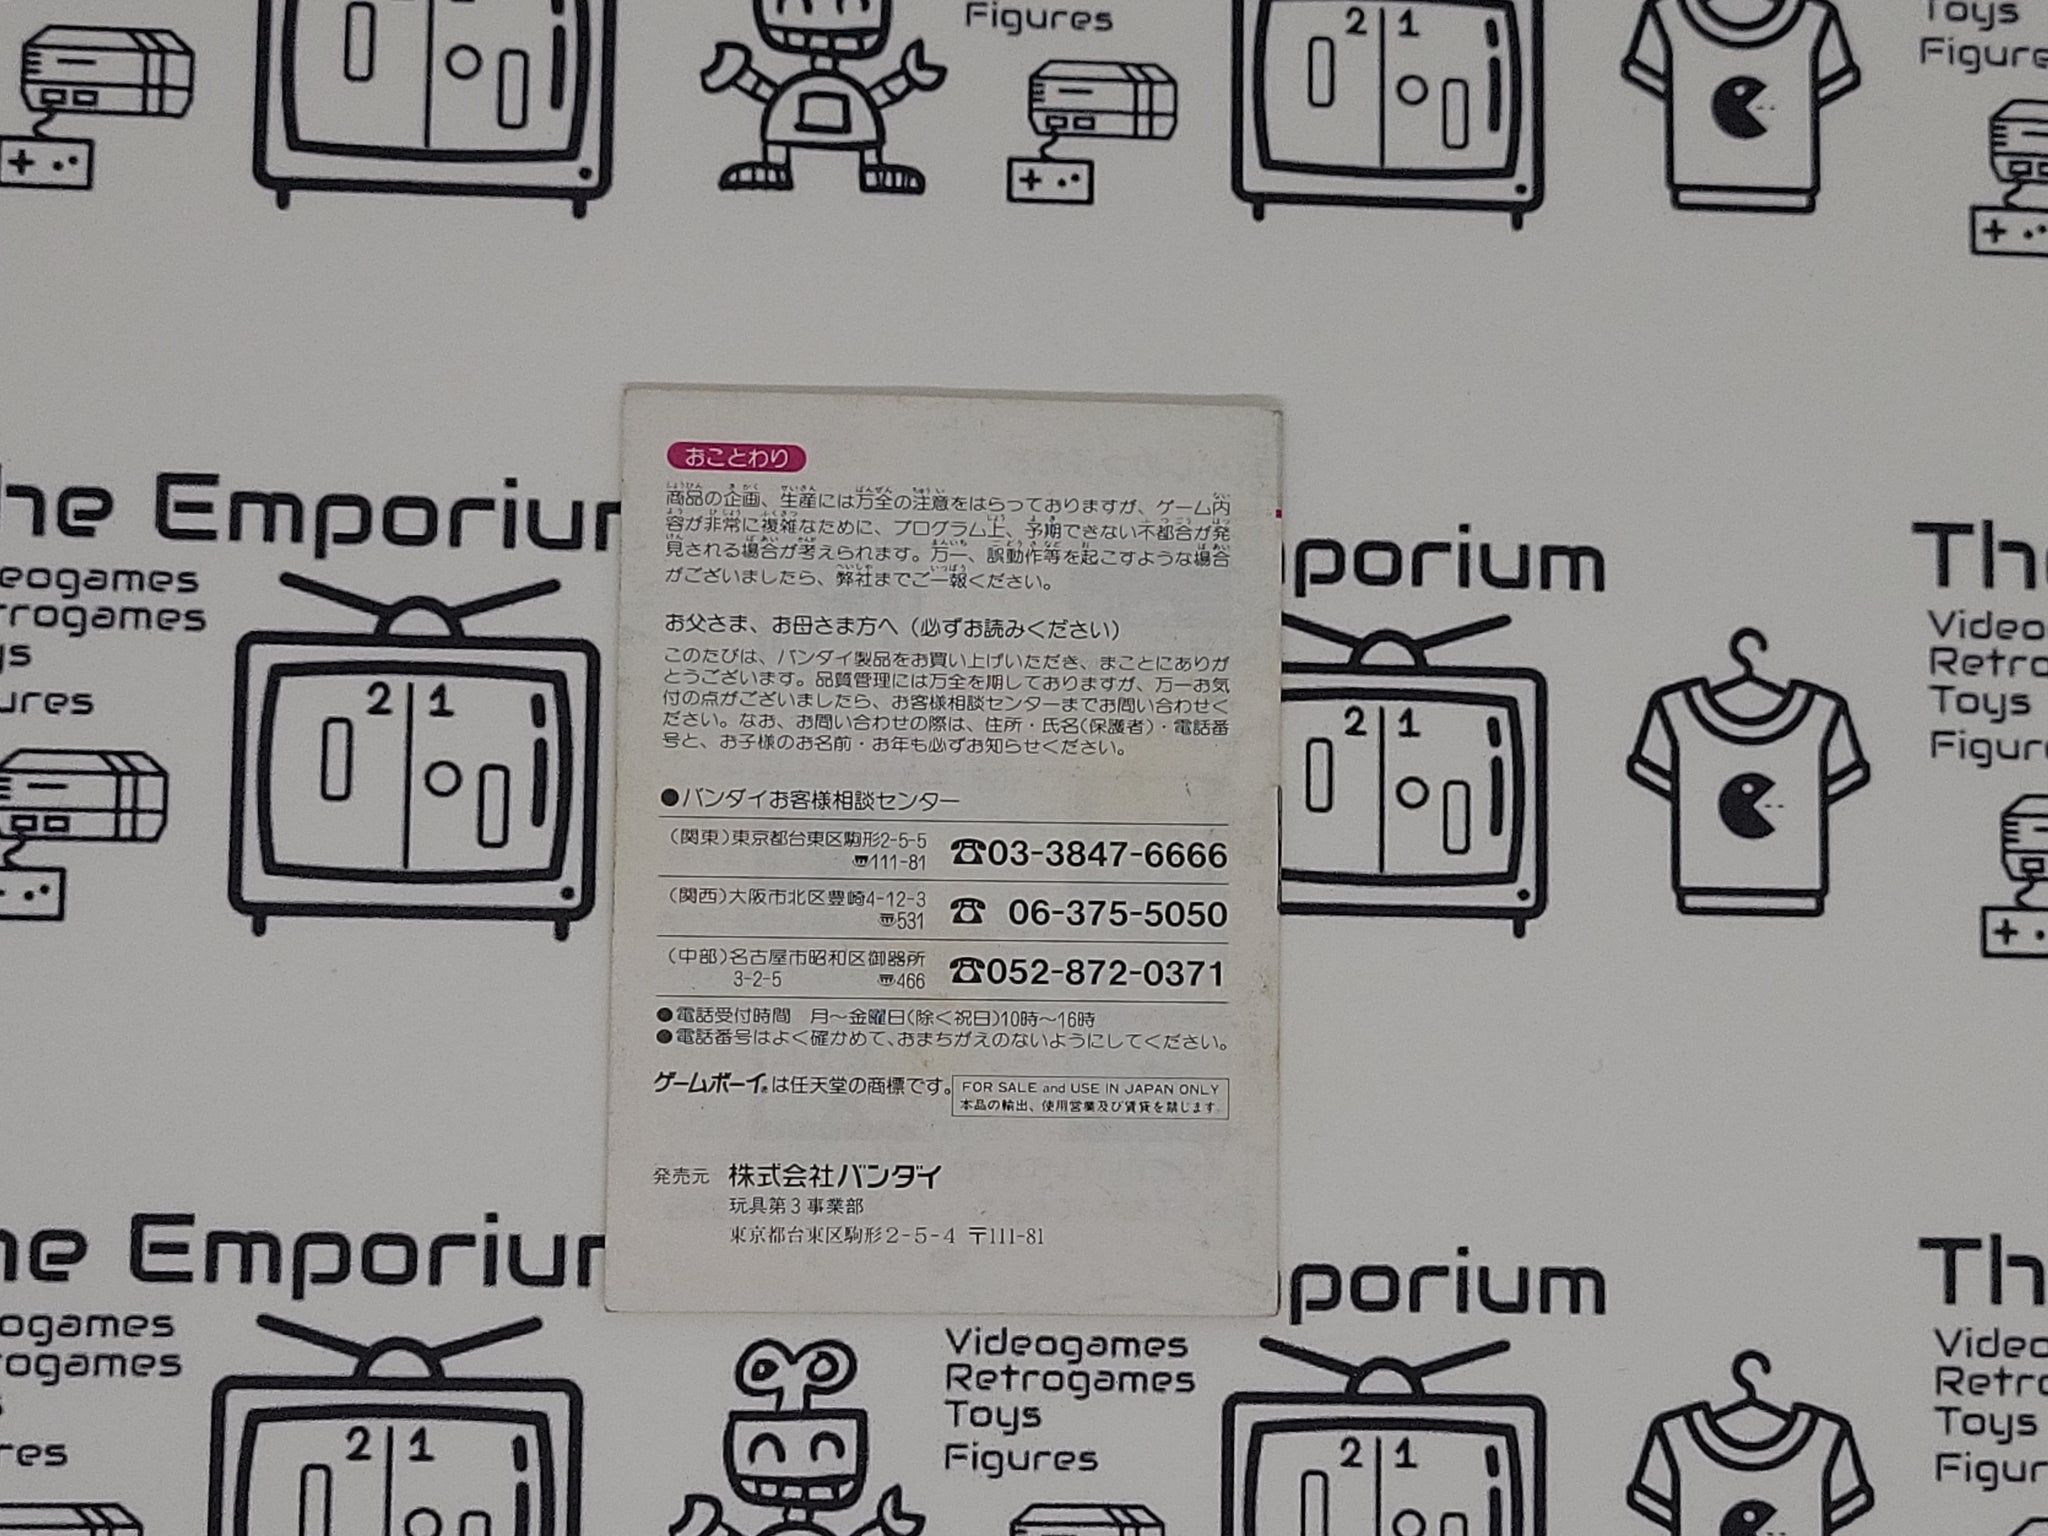 Figures
Toys
2 1
The Emporium
Videogames
Retrogames
Toys
Figures
2 1
おことわり
商品の企画、生産には万全の注意をはらっておりますが、ゲーム内
容が非常に複雑なために、プログラム上、予期できない不都合が発
見される場合が考えられます。万一、誤動作等を起こすような場合
がございましたら、弊社までご一報ください。
お父さま、お母さま方へ（必ずお読みください）
このたびは、バンダイ製品をお買い上げいただき、まことにありが
とうございます。品質管理には万全を期しておりますが、万一お気
付の点がございましたら、お客様相談センターまでお問い合わせく
ださい。なお、お問い合わせの際は、住所・氏名(保護者)・電話番
号と、お子様のお名前・お年も必ずお知らせください。
●バンダイお客様相談センター
（関東）東京都台東区駒形2-5-5
〒111-81
☎03-3847-6666
（関西）大阪市北区豊崎4-12-3
〒531
☎ 06-375-5050
（中部）名古屋市昭和区御器所
3-2-5 〒466
☎052-872-0371
●電話受付時間 月〜金曜日(除く祝日)10時〜16時
●電話番号はよく確かめて、おまちがえのないようにしてください。
ゲームボーイ®は任天堂の商標です。
FOR SALE and USE IN JAPAN ONLY
本品の輸出、使用営業及び賃貸を禁じます。
発売元 株式会社バンダイ
玩具第3事業部
東京都台東区駒形2-5-4 〒111-81
Videogames
Retrogames
Toys
Figures
2 1